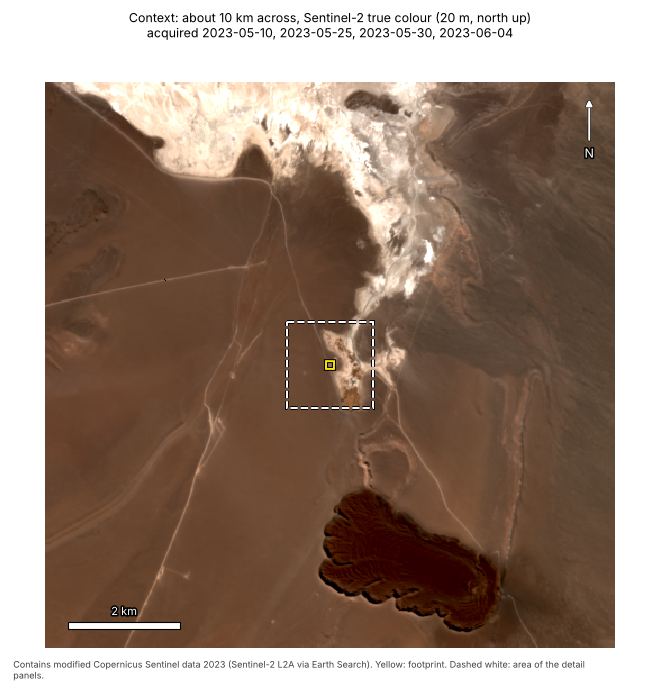 Context: about 10 km across, Sentinel-2 true colour (20 m, north up)
acquired 2023-05-10, 2023-05-25, 2023-05-30, 2023-06-04
N
2 km
Contains modified Copernicus Sentinel data 2023 (Sentinel-2 L2A via Earth Search). Yellow: footprint. Dashed white: area of the detail
panels.